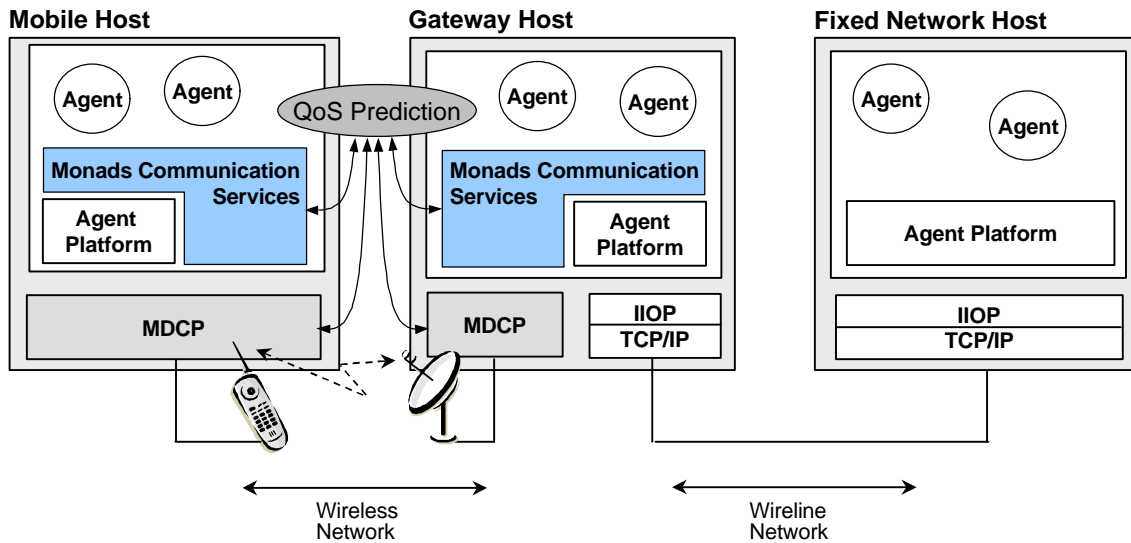 Mobile Host
Gateway Host
Fixed Network Host
Agent
Agent
QoS Prediction
Agent
Agent
Agent
Agent
Monads Communication
Services
Monads Communication
Services
Agent
Platform
Agent
Platform
Agent Platform
MDCP
MDCP
IIOP
TCP/IP
IIOP
TCP/IP
Wireless
Network
Wireline
Network